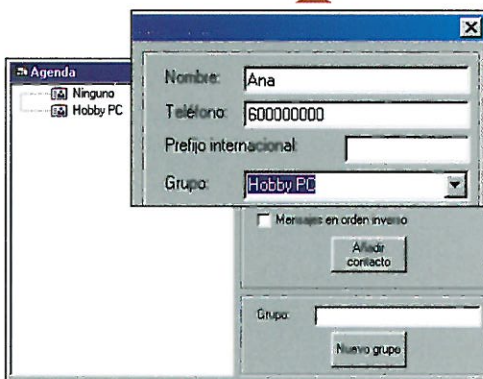 Agenda
Ninguno
Hobby PC
Nombre: Ana
Teléfono: 600000000
Prefijo internacional:
Grupo: Hobby PC
Mensajes en orden inverso
Añadir
contacto
Grupo:
Nuevo grupo